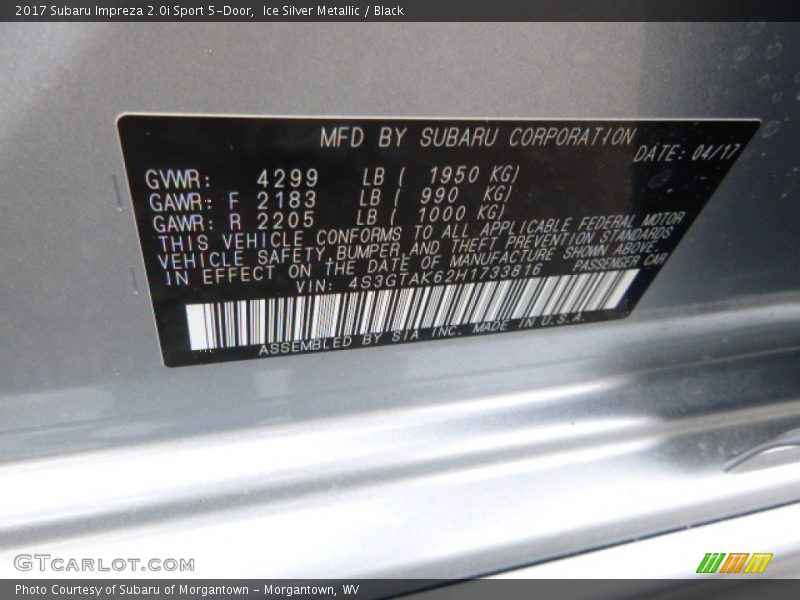 2017 Subaru Impreza 2.0i Sport 5-Door,  Ice Silver Metallic / Black
MFD BY SUBARU CORPORATION
DATE: 04/17
GVWR: 4299 LB ( 1950 KG)
GAWR: F 2183 LB ( 990 KG)
GAWR: R 2205 LB ( 1000 KG)
THIS VEHICLE CONFORMS TO ALL APPLICABLE FEDERAL MOTOR
VEHICLE SAFETY, BUMPER, AND THEFT PREVENTION STANDARDS
IN EFFECT ON THE DATE OF MANUFACTURE SHOWN ABOVE.
VIN: 4S3GTAK62H1733816 PASSENGER CAR
ASSEMBLED BY SIA INC. MADE IN U.S.A.
GTCARLOT.COM
Photo Courtesy of Subaru of Morgantown - Morgantown, WV